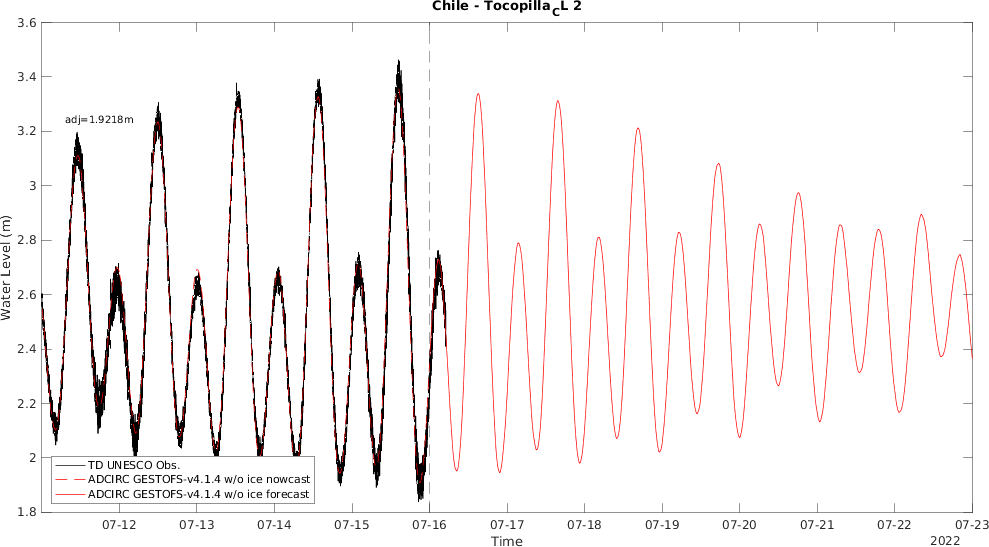 Chile - Tocopilla_CL 2
3.6
3.4
3.2
3
2.8
2.6
2.4
2.2
2
1.8
Water Level (m)
adj=1.9218m
TD UNESCO Obs.
ADCIRC GESTOFS-v4.1.4 w/o ice nowcast
ADCIRC GESTOFS-v4.1.4 w/o ice forecast
07-12 07-13 07-14 07-15 07-16 07-17 07-18 07-19 07-20 07-21 07-22 07-23
Time
2022